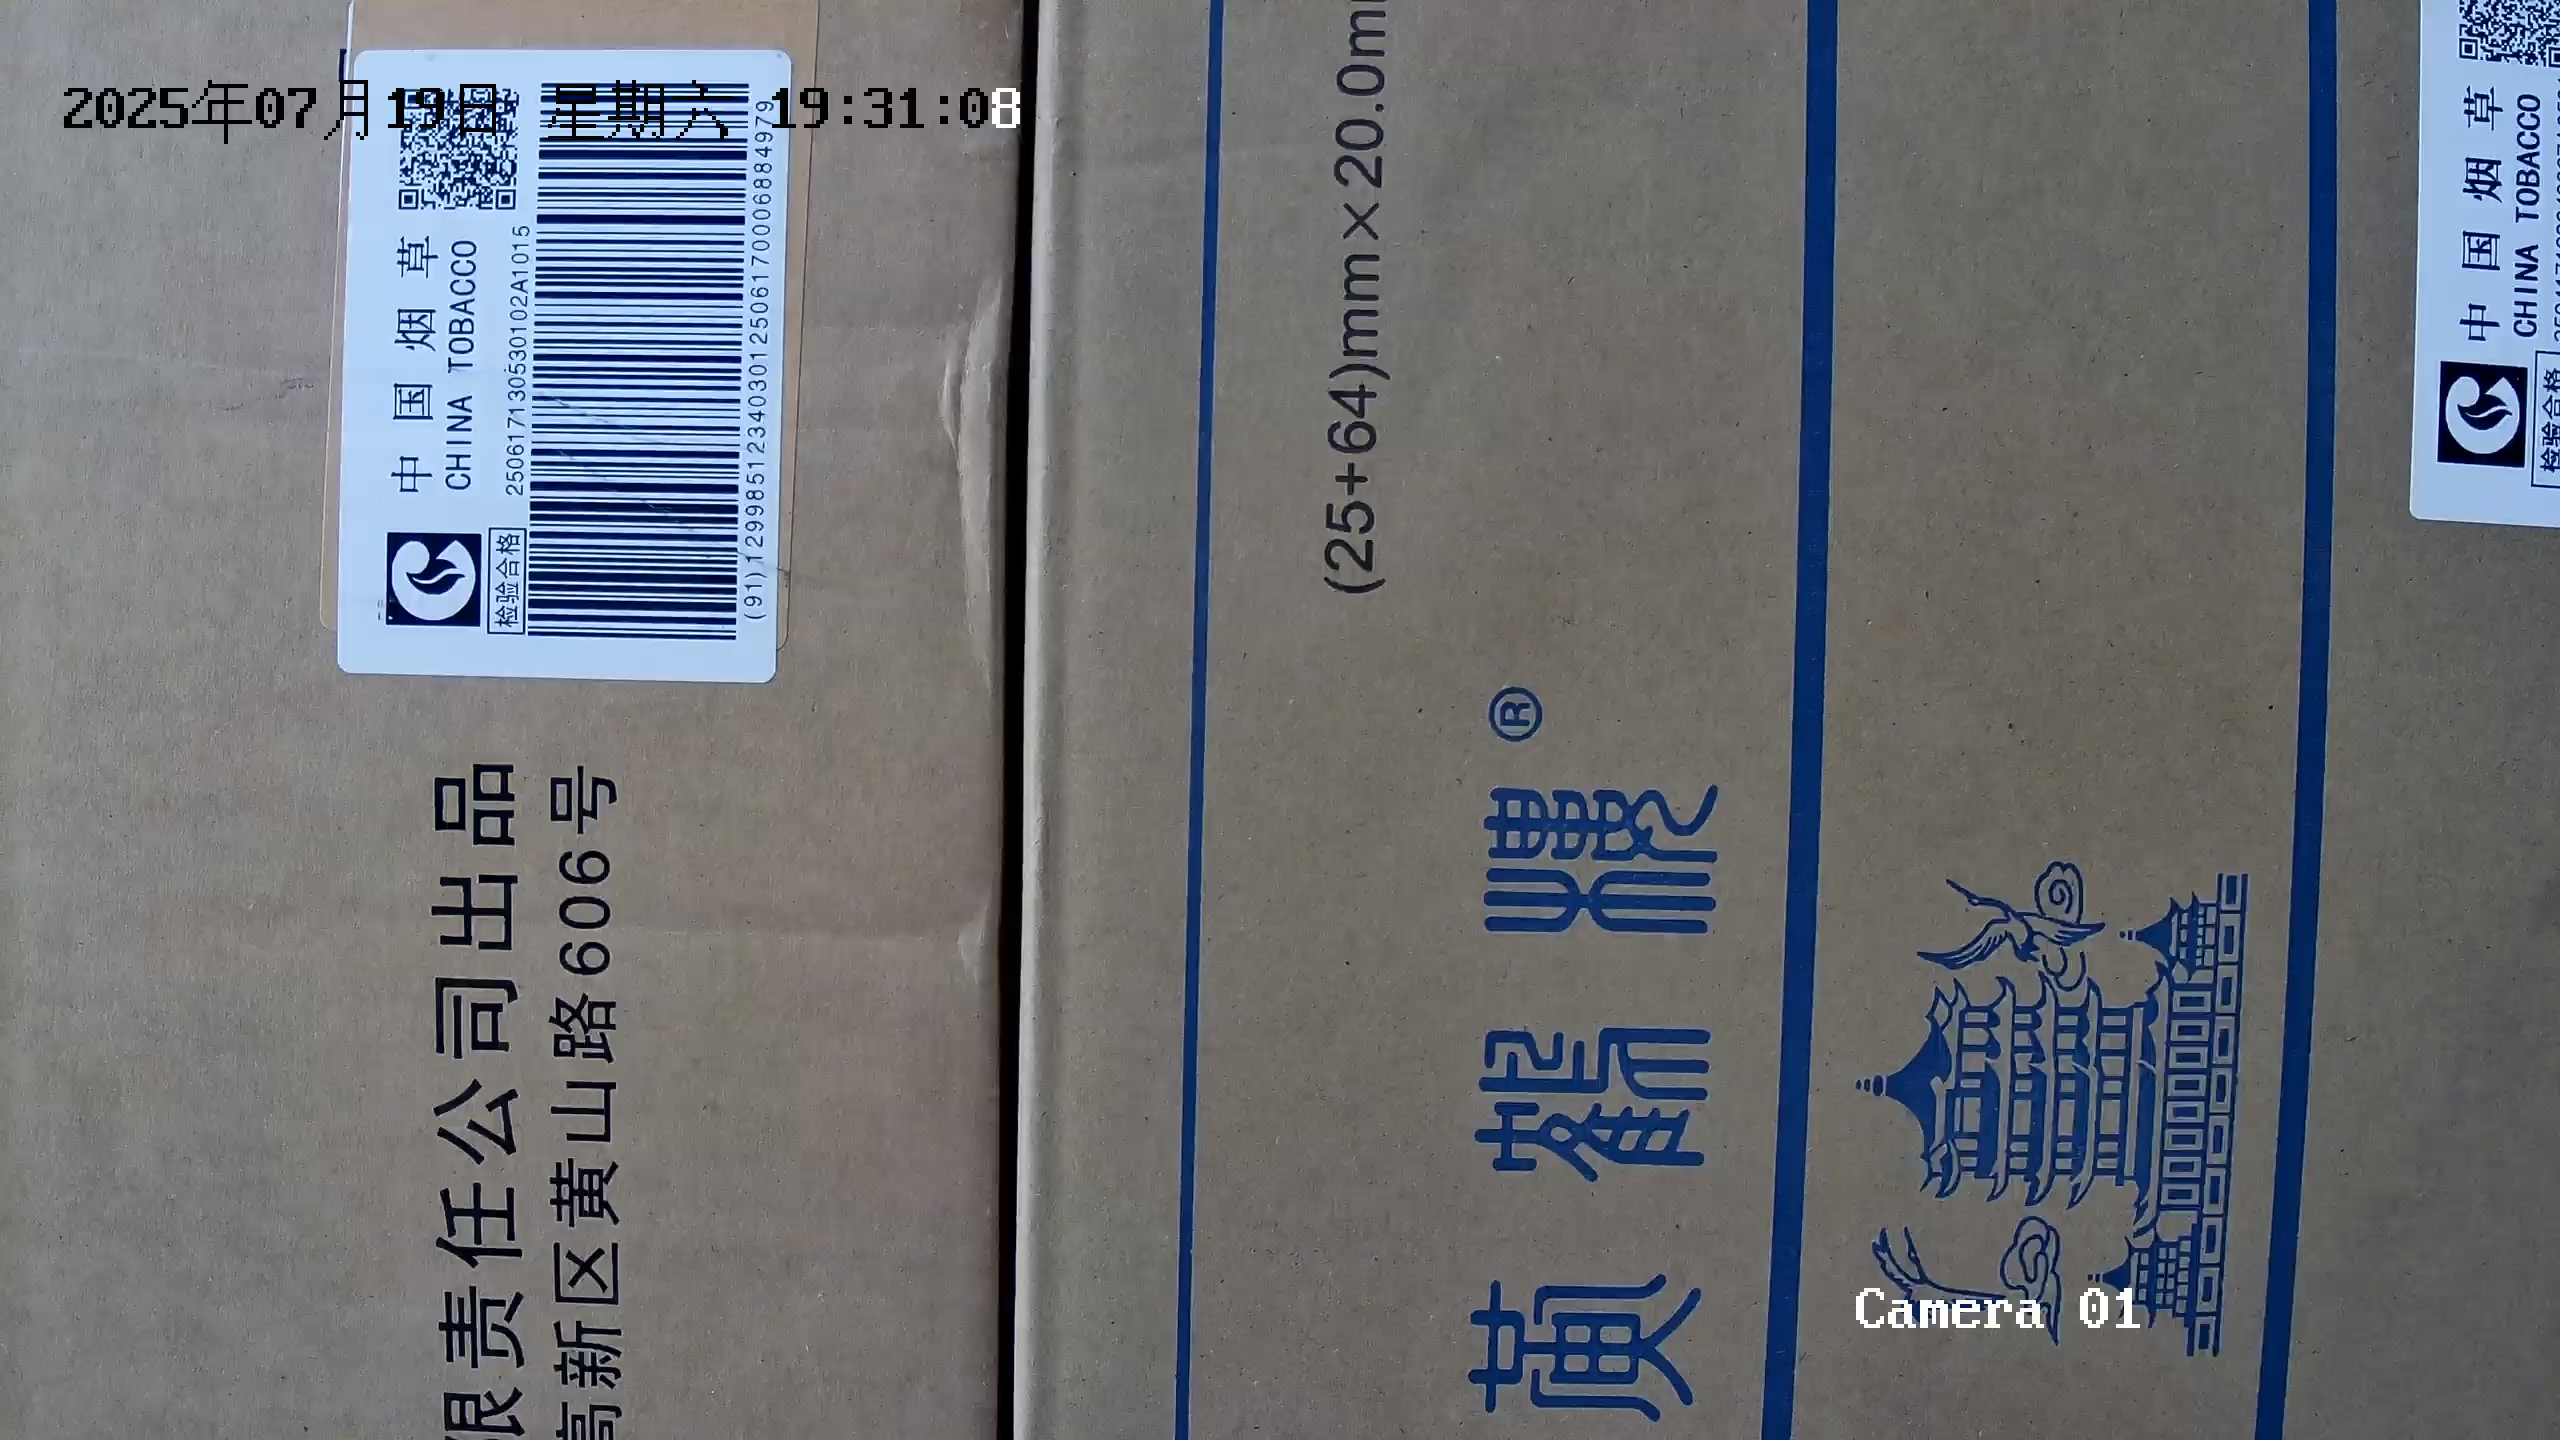 2025年07月19日 星期六 19:31:08
中国烟草
CHINA TOBACCO
25061713053010​2A1015
检验合格
(91)129985123403012506170006884979
限责任公司出品
高新区黄山路606号
(25+64)mm×20.0m
黄鹤楼®
中国烟草
CHINA TOBACCO
检验合格
Camera 01